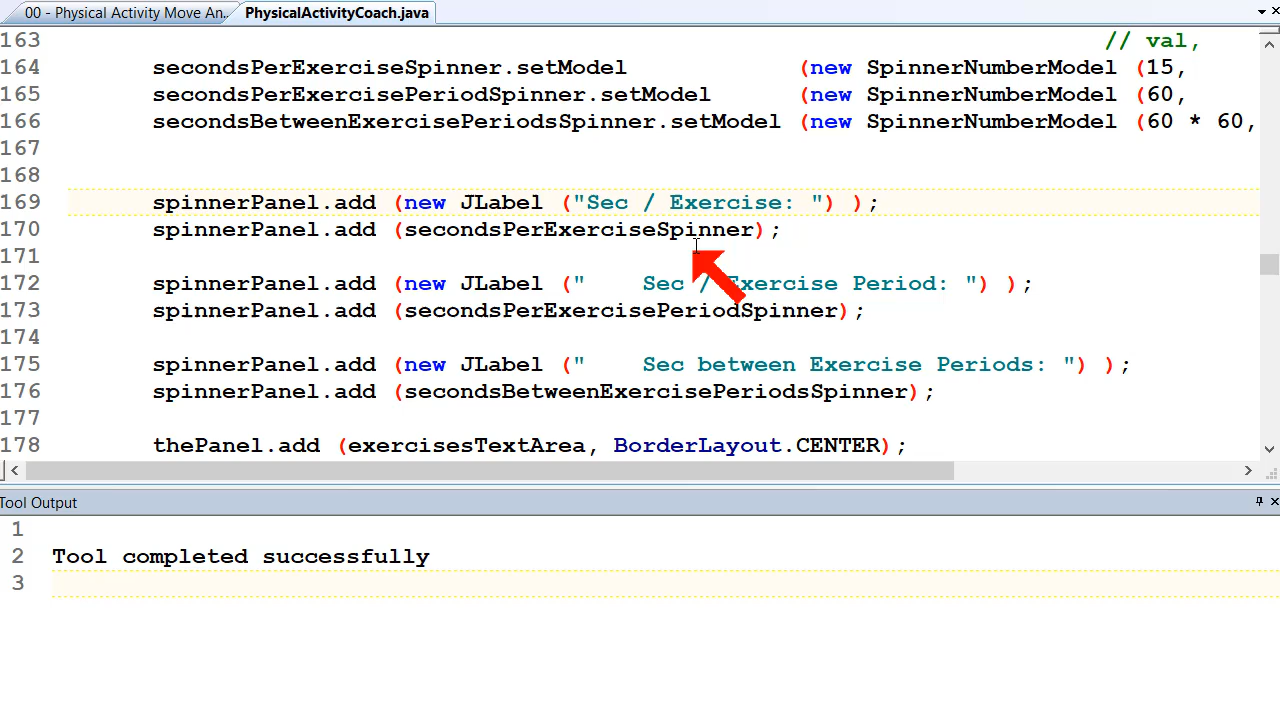 00 - Physical Activity Move An... PhysicalActivityCoach.java
163 // val,
164 secondsPerExerciseSpinner.setModel (new SpinnerNumberModel (15,
165 secondsPerExercisePeriodSpinner.setModel (new SpinnerNumberModel (60,
166 secondsBetweenExercisePeriodsSpinner.setModel (new SpinnerNumberModel (60 * 60,
167
168
169 spinnerPanel.add (new JLabel ("Sec / Exercise: ") );
170 spinnerPanel.add (secondsPerExerciseSpinner);
171
172 spinnerPanel.add (new JLabel ("    Sec / Exercise Period: ") );
173 spinnerPanel.add (secondsPerExercisePeriodSpinner);
174
175 spinnerPanel.add (new JLabel ("    Sec between Exercise Periods: ") );
176 spinnerPanel.add (secondsBetweenExercisePeriodsSpinner);
177
178 thePanel.add (exercisesTextArea, BorderLayout.CENTER);
Tool Output
1
2 Tool completed successfully
3